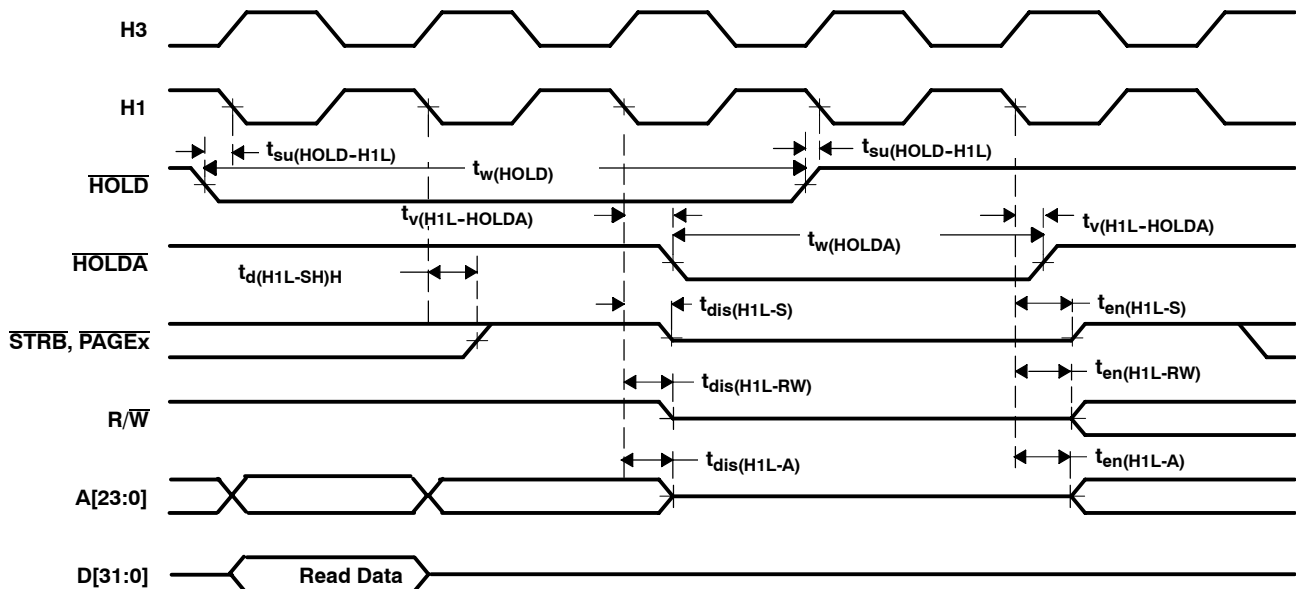 H3
H1
tsu(HOLD-H1L)
tsu(HOLD-H1L)
tw(HOLD)
HOLD
tv(H1L-HOLDA)
tv(H1L-HOLDA)
tw(HOLDA)
HOLDA
td(H1L-SH)H
tdis(H1L-S)
ten(H1L-S)
STRB, PAGEx
tdis(H1L-RW)
ten(H1L-RW)
R/W
tdis(H1L-A)
ten(H1L-A)
A[23:0]
D[31:0]
Read Data